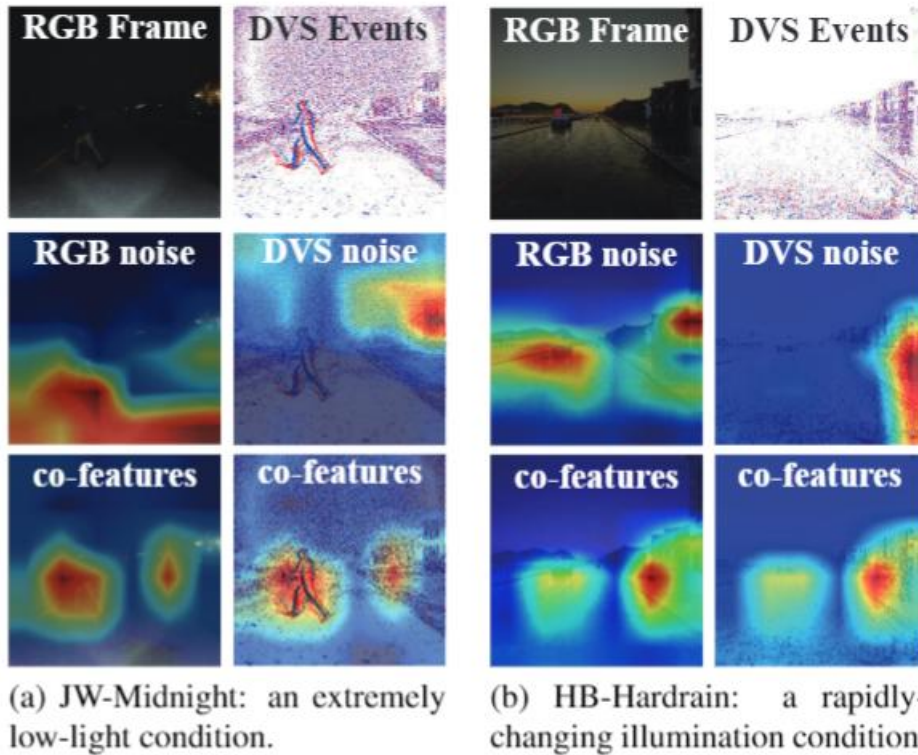 RGB Frame
DVS Events
RGB Frame
DVS Events
RGB noise
DVS noise
RGB noise
DVS noise
co-features
co-features
co-features
co-features
(a) JW-Midnight: an extremely
low-light condition.
(b) HB-Hardrain: a rapidly-
changing illumination condition